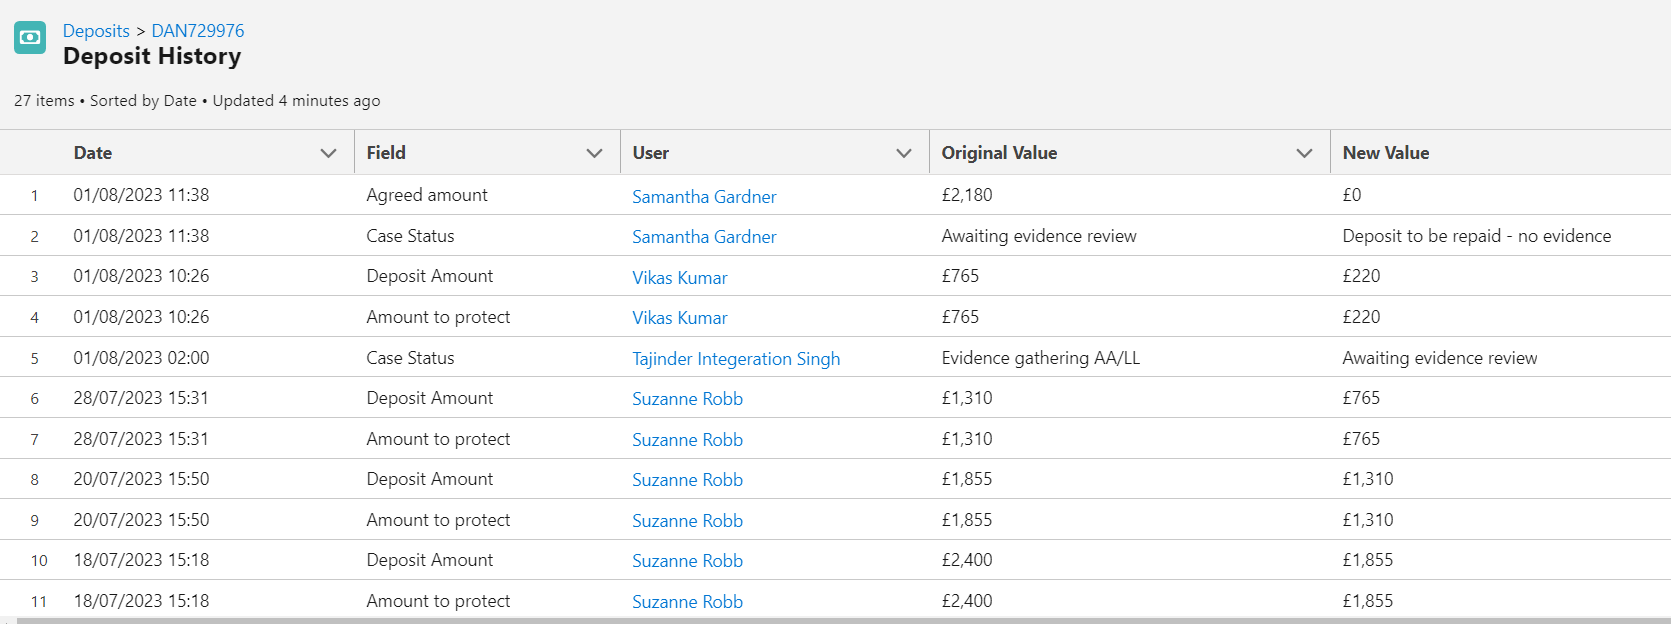 Deposits > DAN729976
Deposit History
27 items • Sorted by Date • Updated 4 minutes ago
Date Field User Original Value New Value
1 01/08/2023 11:38 Agreed amount Samantha Gardner £2,180 £0
2 01/08/2023 11:38 Case Status Samantha Gardner Awaiting evidence review Deposit to be repaid - no evidence
3 01/08/2023 10:26 Deposit Amount Vikas Kumar £765 £220
4 01/08/2023 10:26 Amount to protect Vikas Kumar £765 £220
5 01/08/2023 02:00 Case Status Tajinder Integeration Singh Evidence gathering AA/LL Awaiting evidence review
6 28/07/2023 15:31 Deposit Amount Suzanne Robb £1,310 £765
7 28/07/2023 15:31 Amount to protect Suzanne Robb £1,310 £765
8 20/07/2023 15:50 Deposit Amount Suzanne Robb £1,855 £1,310
9 20/07/2023 15:50 Amount to protect Suzanne Robb £1,855 £1,310
10 18/07/2023 15:18 Deposit Amount Suzanne Robb £2,400 £1,855
11 18/07/2023 15:18 Amount to protect Suzanne Robb £2,400 £1,855